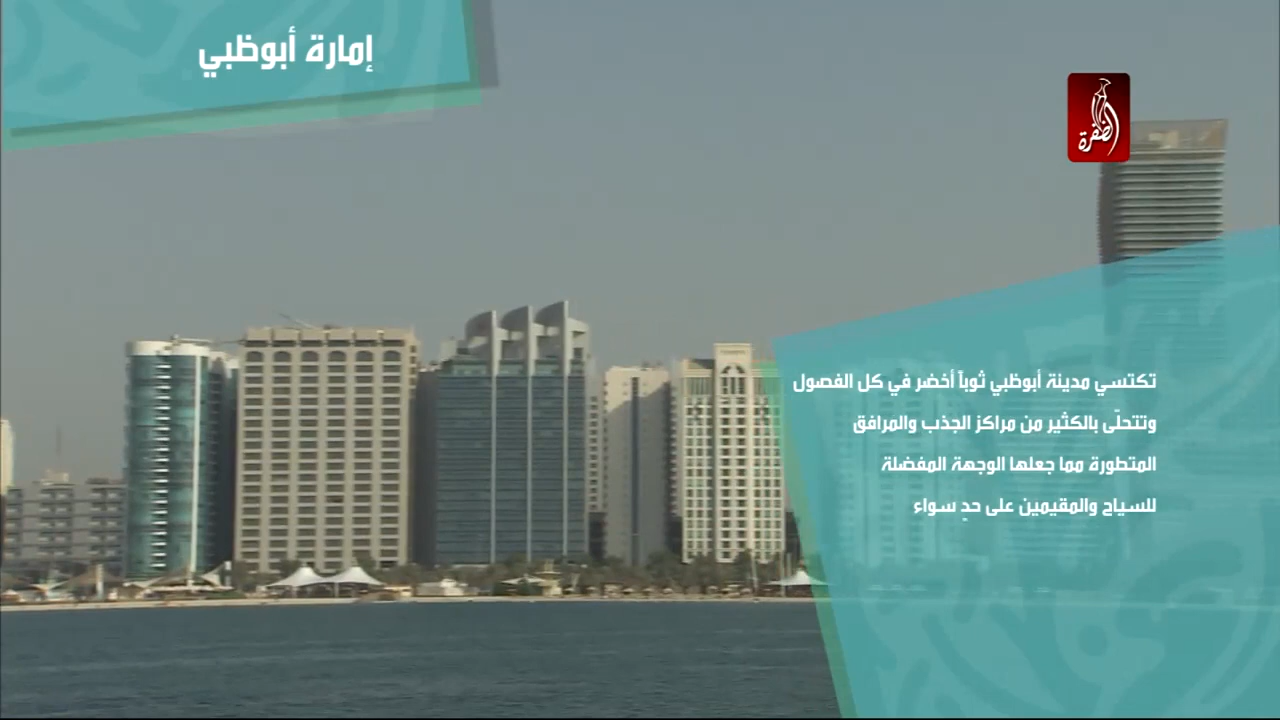 إمارة أبوظبي
الظفرة
تكتسي مدينة أبوظبي ثوباً أخضر في كل الفصول
وتتحلّى بالكثير من مراكز الجذب والمرافق
المتطورة مما جعلها الوجهة المفضلة
للسياح والمقيمين على حدٍ سواء